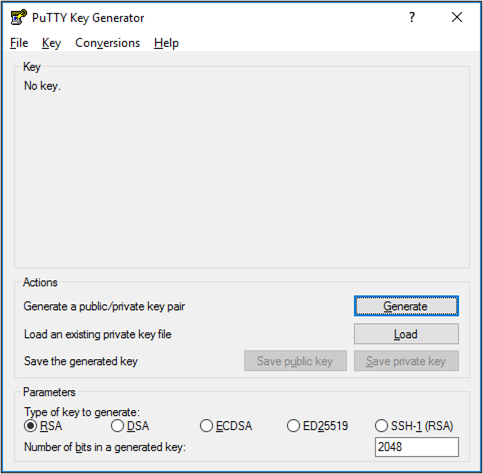 PuTTY Key Generator ? ×
File Key Conversions Help
Key
No key.
Actions
Generate a public/private key pair Generate
Load an existing private key file Load
Save the generated key Save public key Save private key
Parameters
Type of key to generate:
RSA DSA ECDSA ED25519 SSH-1 (RSA)
Number of bits in a generated key: 2048